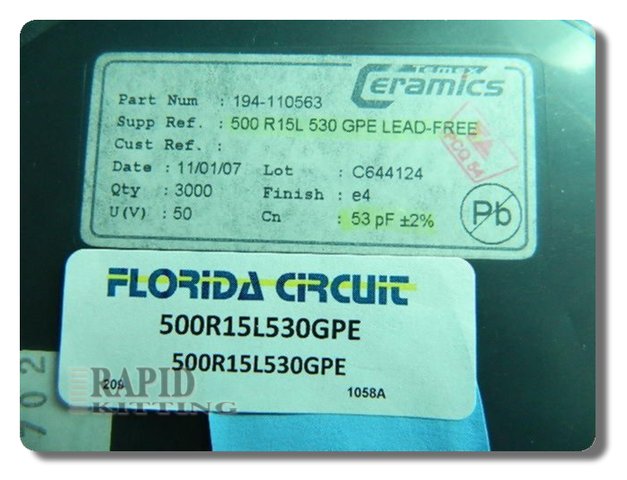 Ceramics
Part Num : 194-110563
Supp Ref. : 500 R15L 530 GPE LEAD-FREE
Cust Ref. :
Date : 11/01/07 Lot : C644124
Qty : 3000 Finish : e4
U(V) : 50 Cn : 53 pF ±2%
Pb
FLORIDA CIRCUIT
500R15L530GPE
500R15L530GPE
209 1058A
RAPID
KITTING
702